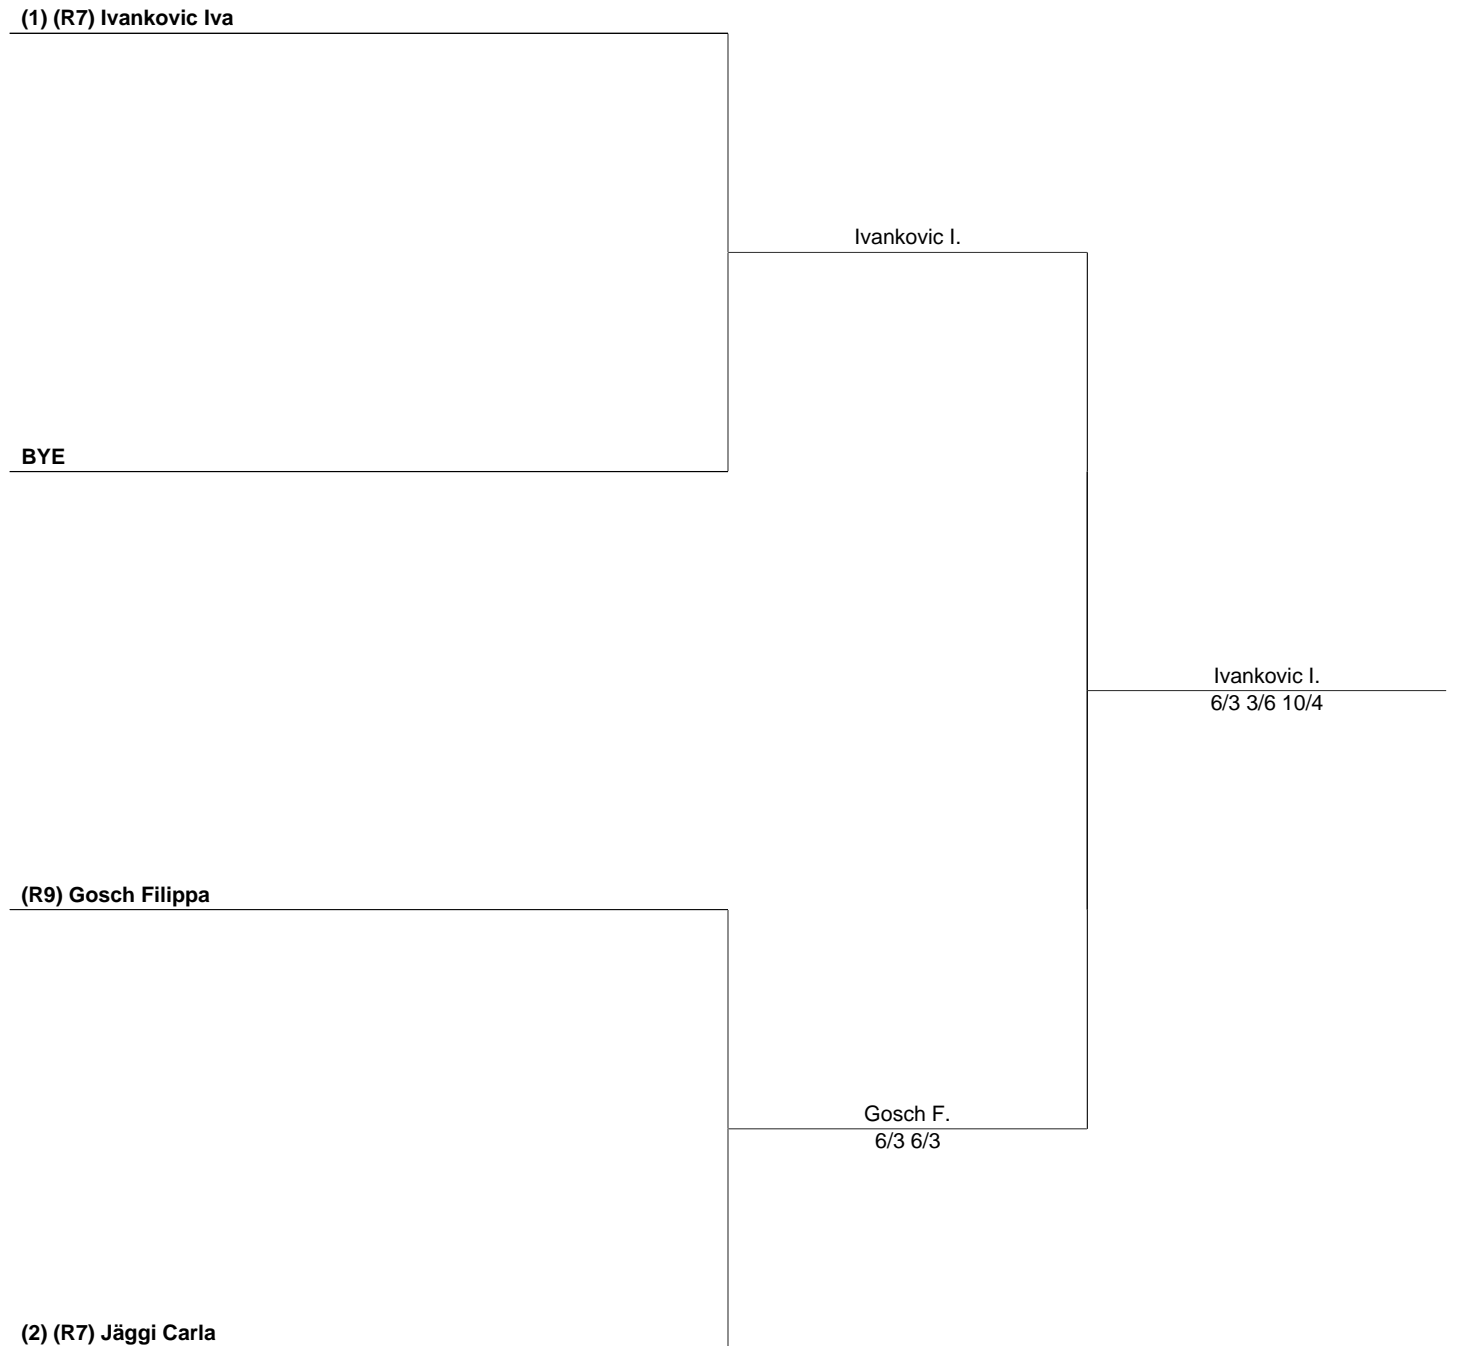 (1) (R7) Ivankovic Iva
Ivankovic I.
BYE
Ivankovic I.
6/3 3/6 10/4
(R9) Gosch Filippa
Gosch F.
6/3 6/3
(2) (R7) Jäggi Carla